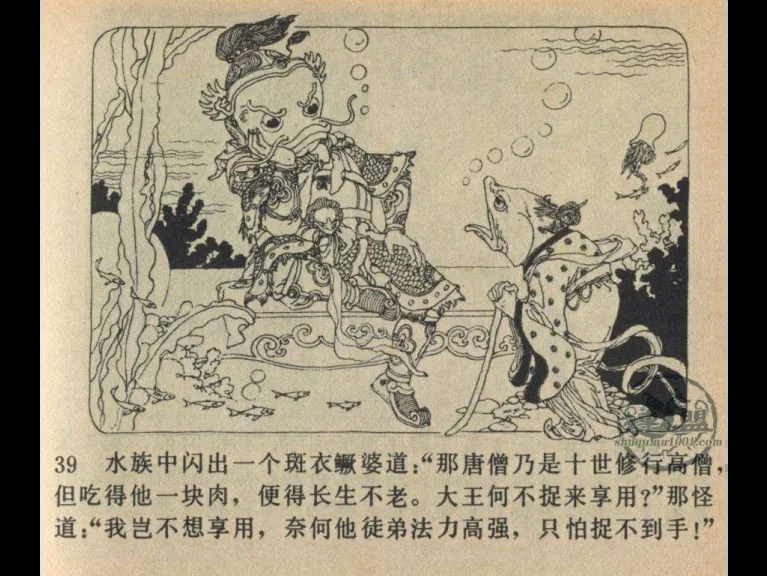 shuquan1001.com
39 水族中闪出一个斑衣鳜婆道:“那唐僧乃是十世修行高僧,
但吃得他一块肉，便得长生不老。大王何不捉来享用?”那怪
道:“我岂不想享用，奈何他徒弟法力高强，只怕捉不到手!”